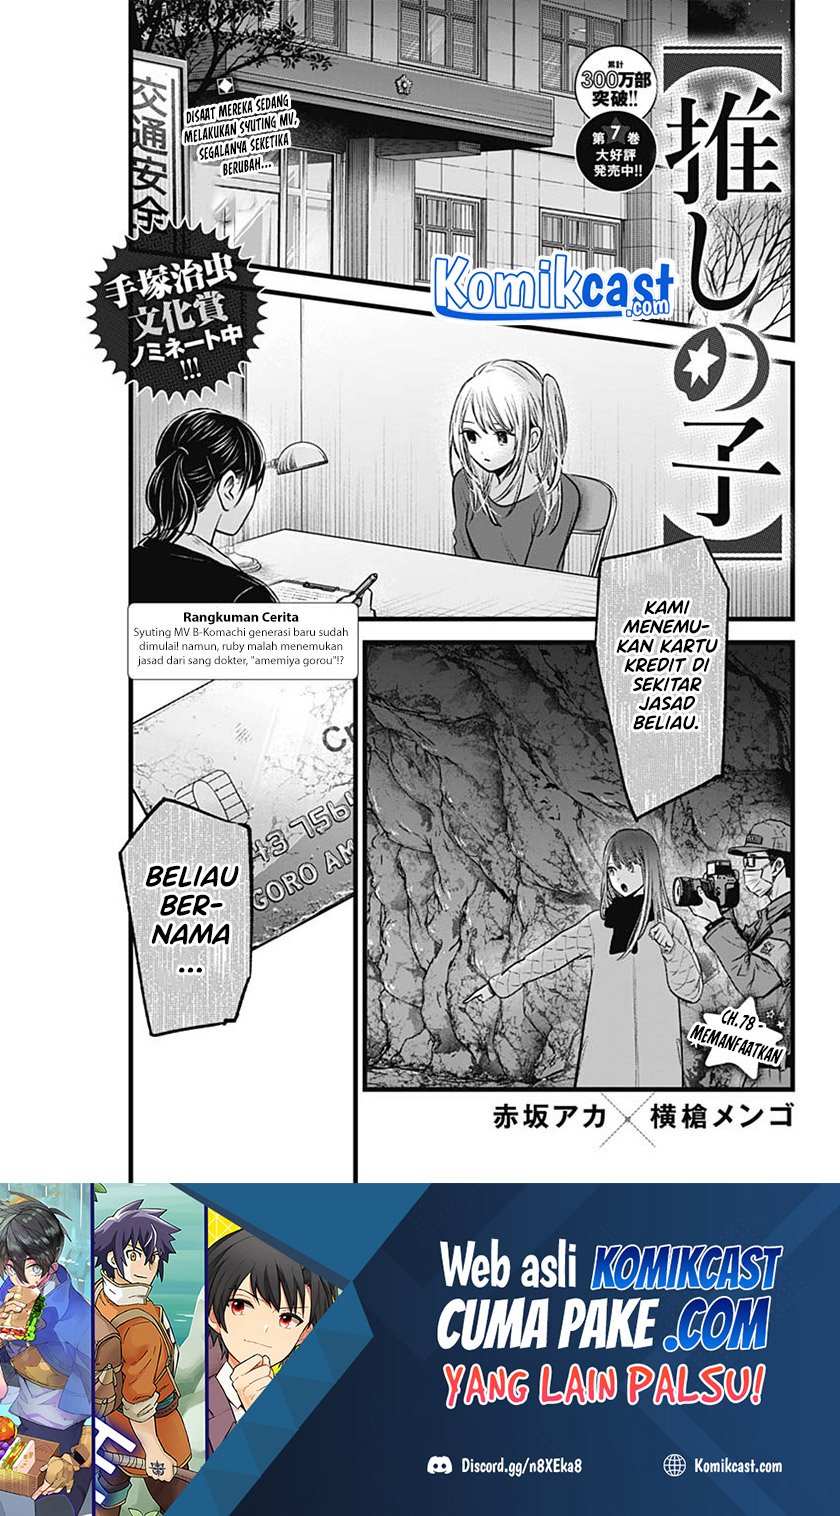 【推しの子】
累計
300万部
突破!!
第7巻
大好評
発売中!!
交通安全
DISAAT MEREKA SEDANG
MELAKUKAN SYUTING MV,
SEGALANYA SEKETIKA
BERUBAH...
手塚治虫
文化賞
ノミネート中
!!!
Komikcast
.com
Rangkuman Cerita
Syuting MV B-Komachi generasi baru sudah
dimulai! namun, ruby malah menemukan
jasad dari sang dokter, "amemiya gorou"!?
KAMI
MENEMU-
KAN KARTU
KREDIT DI
SEKITAR
JASAD
BELIAU.
Cr
43 7564
GORO AM
BELIAU
BER-
NAMA
...
CH.78 -
MEMANFAATKAN
赤坂アカ×横槍メンゴ
Web asli KOMIKCAST
CUMA PAKE .COM
YANG LAIN PALSU!
Discord.gg/n8XEka8
Komikcast.com